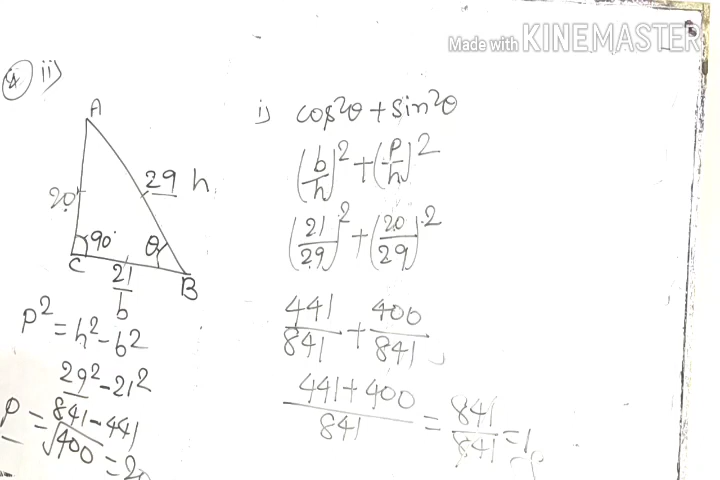 Made with KINEMASTER
4 ii)
A
20
29 h
90°
θ
C
21
b
B
p² = h² - b²
29² - 21²
841 - 441
p = √400 = 20
i) cos²θ + sin²θ
(b/h)² + (p/h)²
(21/29)² + (20/29)²
441/841 + 400/841
441 + 400/841 = 841/841 = 1